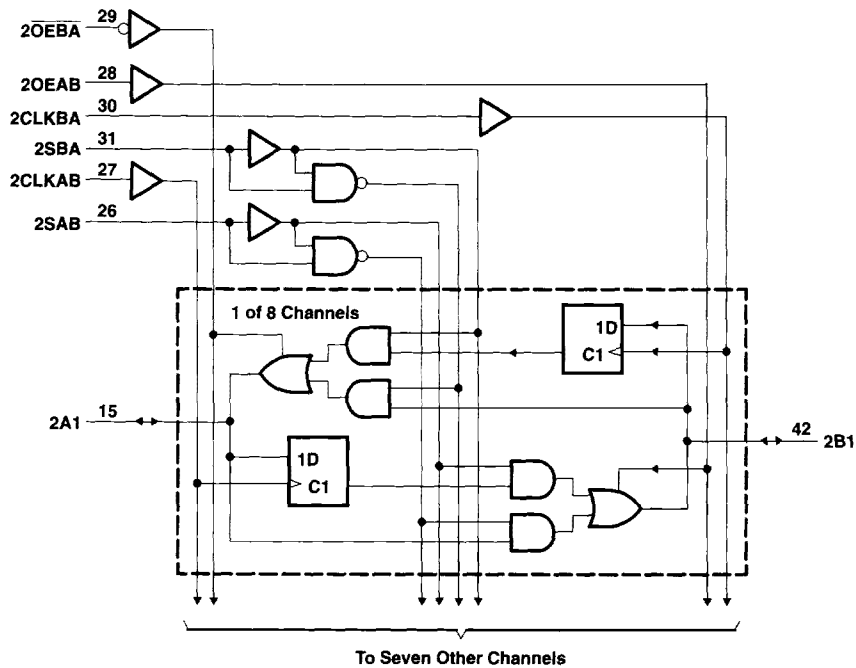 2O̅E̅B̅A̅ 29
2OEAB 28
2CLKBA 30
2SBA 31
2CLKAB 27
2SAB 26
1 of 8 Channels
1D
C1
2A1 15
42 2B1
1D
C1
To Seven Other Channels